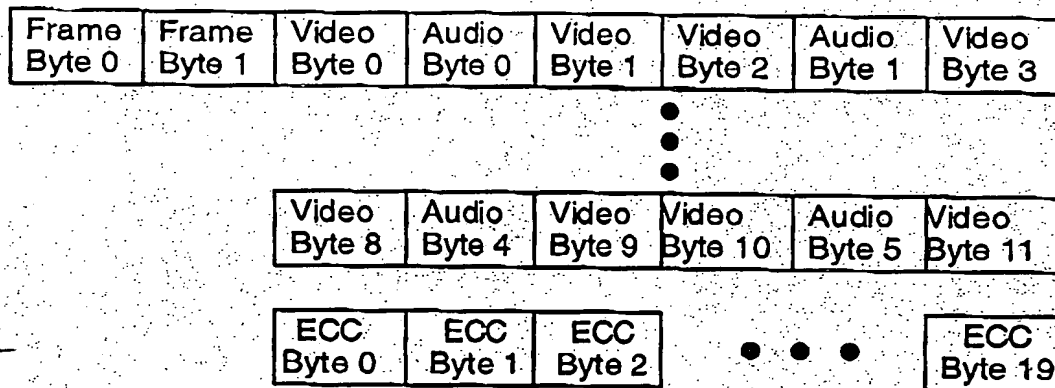 Frame Frame Video Audio Video Video Audio Video
Byte 0 Byte 1 Byte 0 Byte 0 Byte 1 Byte 2 Byte 1 Byte 3
Video Audio Video Video Audio Video
Byte 8 Byte 4 Byte 9 Byte 10 Byte 5 Byte 11
ECC ECC ECC ECC
Byte 0 Byte 1 Byte 2 Byte 19